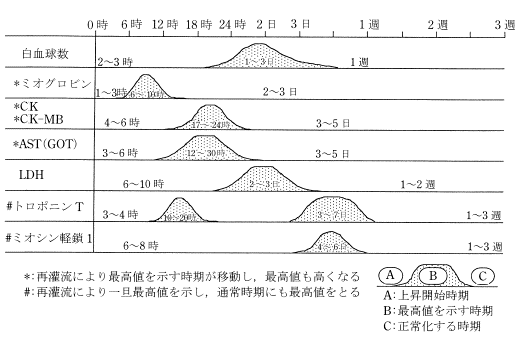 0時 6時 12時 18時 24時 2日 3日 1週 2週 3週
白血球数 2〜3時 1〜3日 1週
*ミオグロビン 1〜3時 6〜10時 2〜3日
*CK
*CK-MB 4〜6時 17〜24時 3〜5日
*AST(GOT) 3〜6時 12〜30時 3〜5日
LDH 6〜10時 2〜3日 1〜2週
#トロポニンT 3〜4時 3〜7日 1〜3週
#ミオシン軽鎖1 6〜8時 4〜6日 1〜3週
*：再灌流により最高値を示す時期が移動し，最高値も高くなる
#：再灌流により一旦最高値を示し，通常時期にも最高値をとる
A B C
A：上昇開始時期
B：最高値を示す時期
C：正常化する時期